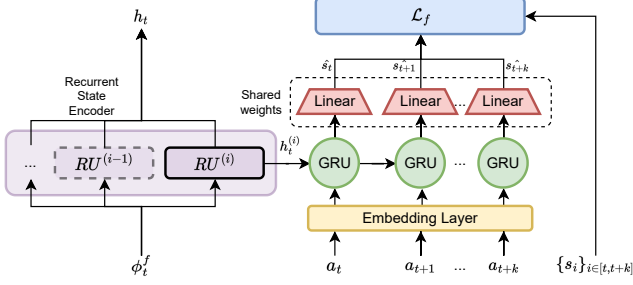 h_t
Recurrent
State
Encoder
... RU^{(i-1)} RU^{(i)}
ϕ_t^f
h_t^{(i)}
ℒ_f
ŝ_t ŝ_{t+1} ŝ_{t+k}
Shared
weights
Linear Linear ... Linear
GRU GRU ... GRU
Embedding Layer
a_t a_{t+1} ... a_{t+k}
{s_i}_{i∈[t,t+k]}